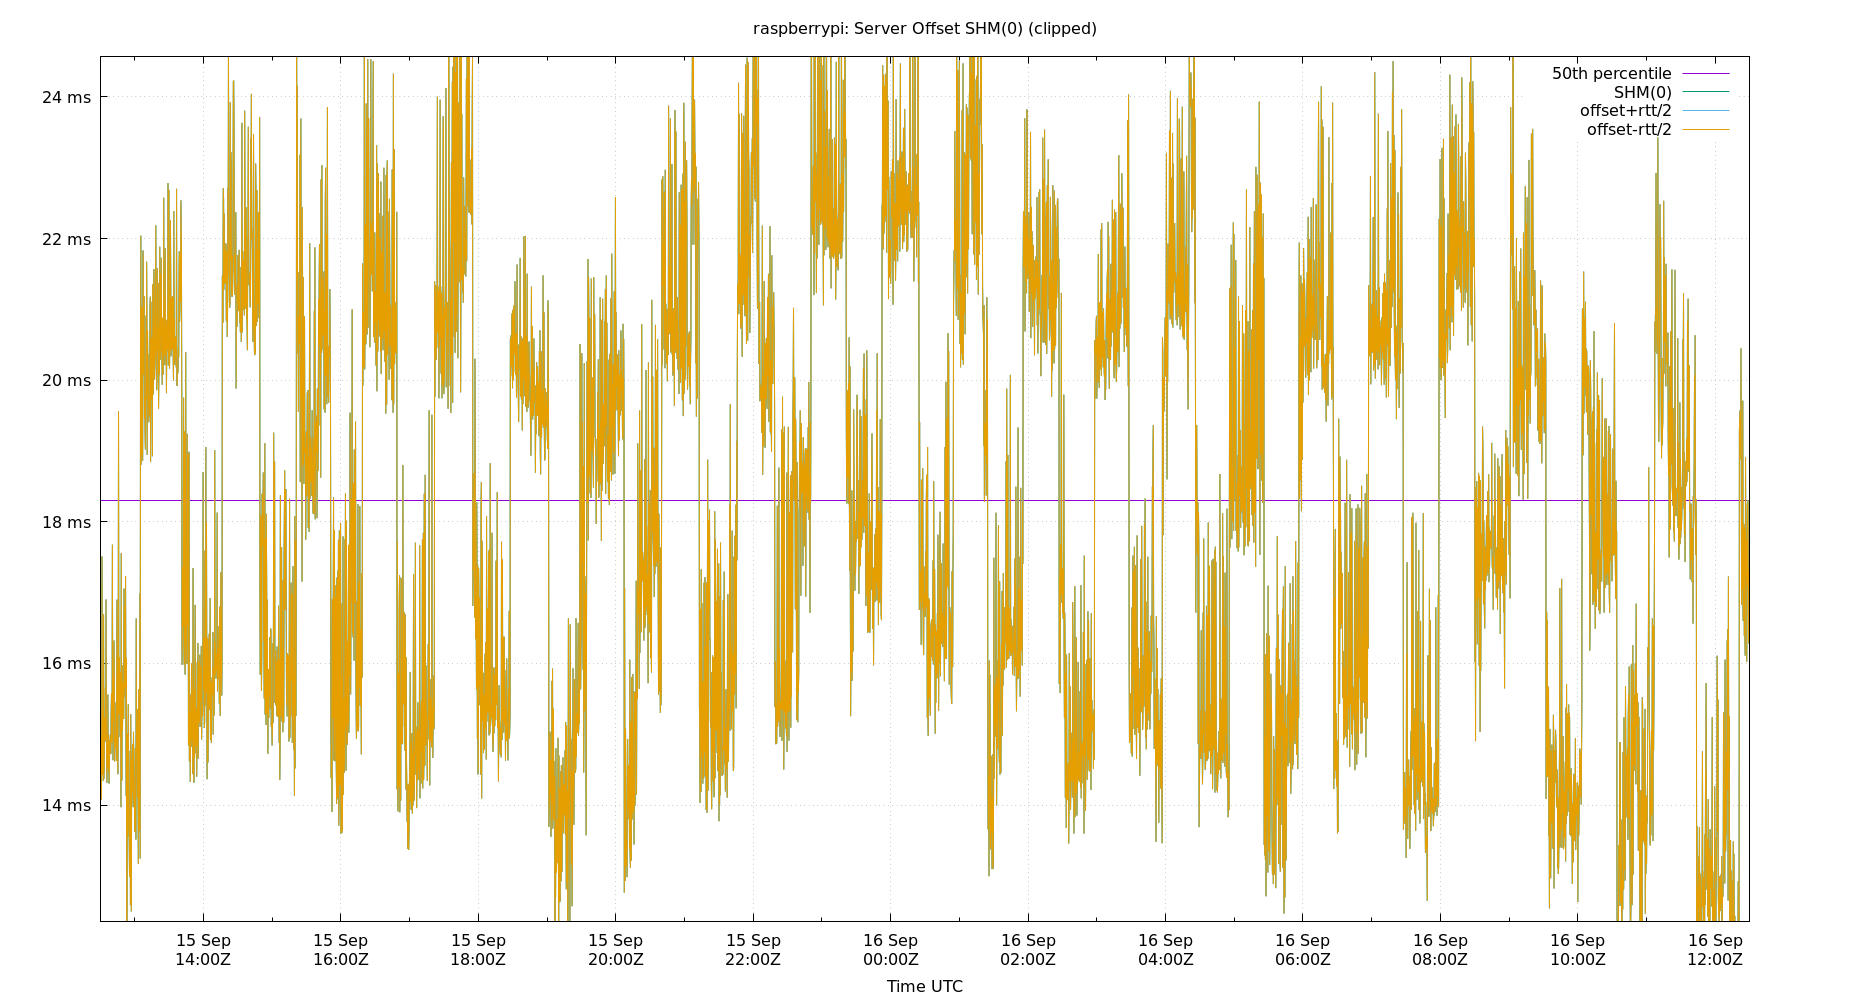 raspberrypi: Server Offset SHM(0) (clipped)
50th percentile
SHM(0)
offset+rtt/2
offset-rtt/2
24 ms
22 ms
20 ms
18 ms
16 ms
14 ms
15 Sep 15 Sep 15 Sep 15 Sep 15 Sep 16 Sep 16 Sep 16 Sep 16 Sep 16 Sep 16 Sep 16 Sep
14:00Z 16:00Z 18:00Z 20:00Z 22:00Z 00:00Z 02:00Z 04:00Z 06:00Z 08:00Z 10:00Z 12:00Z
Time UTC